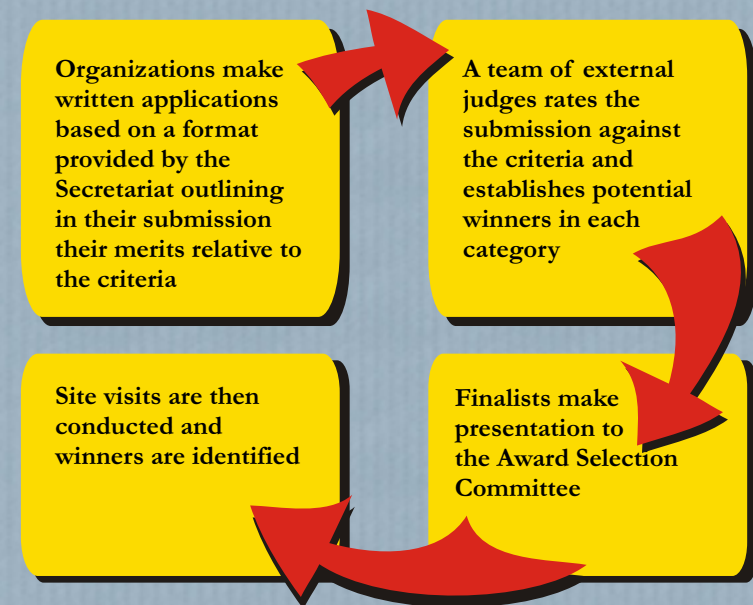 Organizations make
written applications
based on a format
provided by the
Secretariat outlining
in their submission
their merits relative to
the criteria
A team of external
judges rates the
submission against
the criteria and
establishes potential
winners in each
category
Finalists make
presentation to
the Award Selection
Committee
Site visits are then
conducted and
winners are identified